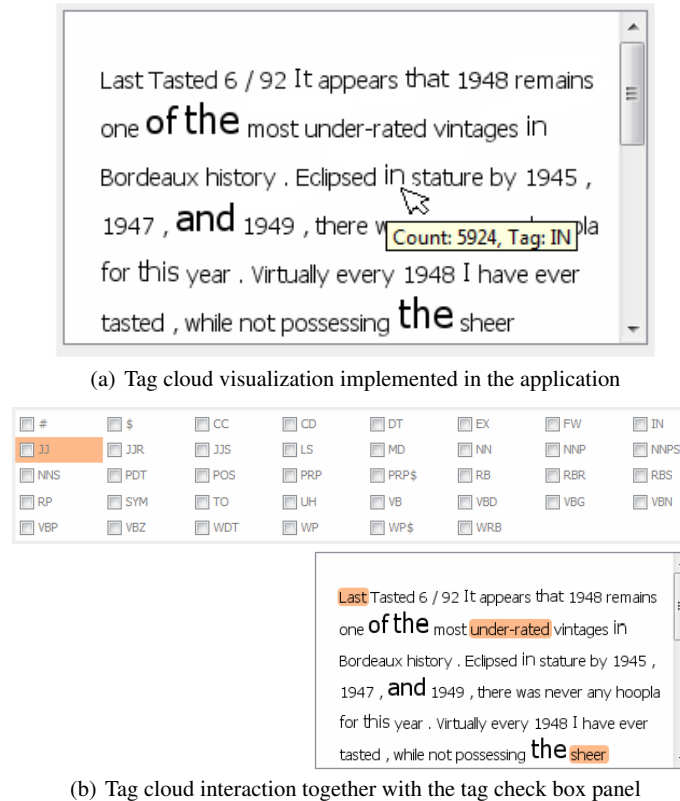 Last Tasted 6 / 92 It appears that 1948 remains
one of the most under-rated vintages in
Bordeaux history . Eclipsed in stature by 1945 ,
1947 , and 1949 , there w pla
Count: 5924, Tag: IN
for this year . Virtually every 1948 I have ever
tasted , while not possessing the sheer
(a) Tag cloud visualization implemented in the application
# $ CC CD DT EX FW IN
JJ JJR JJS LS MD NN NNP NNPS
NNS PDT POS PRP PRP$ RB RBR RBS
RP SYM TO UH VB VBD VBG VBN
VBP VBZ WDT WP WP$ WRB
Last Tasted 6 / 92 It appears that 1948 remains
one of the most under-rated vintages in
Bordeaux history . Eclipsed in stature by 1945 ,
1947 , and 1949 , there was never any hoopla
for this year . Virtually every 1948 I have ever
tasted , while not possessing the sheer
(b) Tag cloud interaction together with the tag check box panel